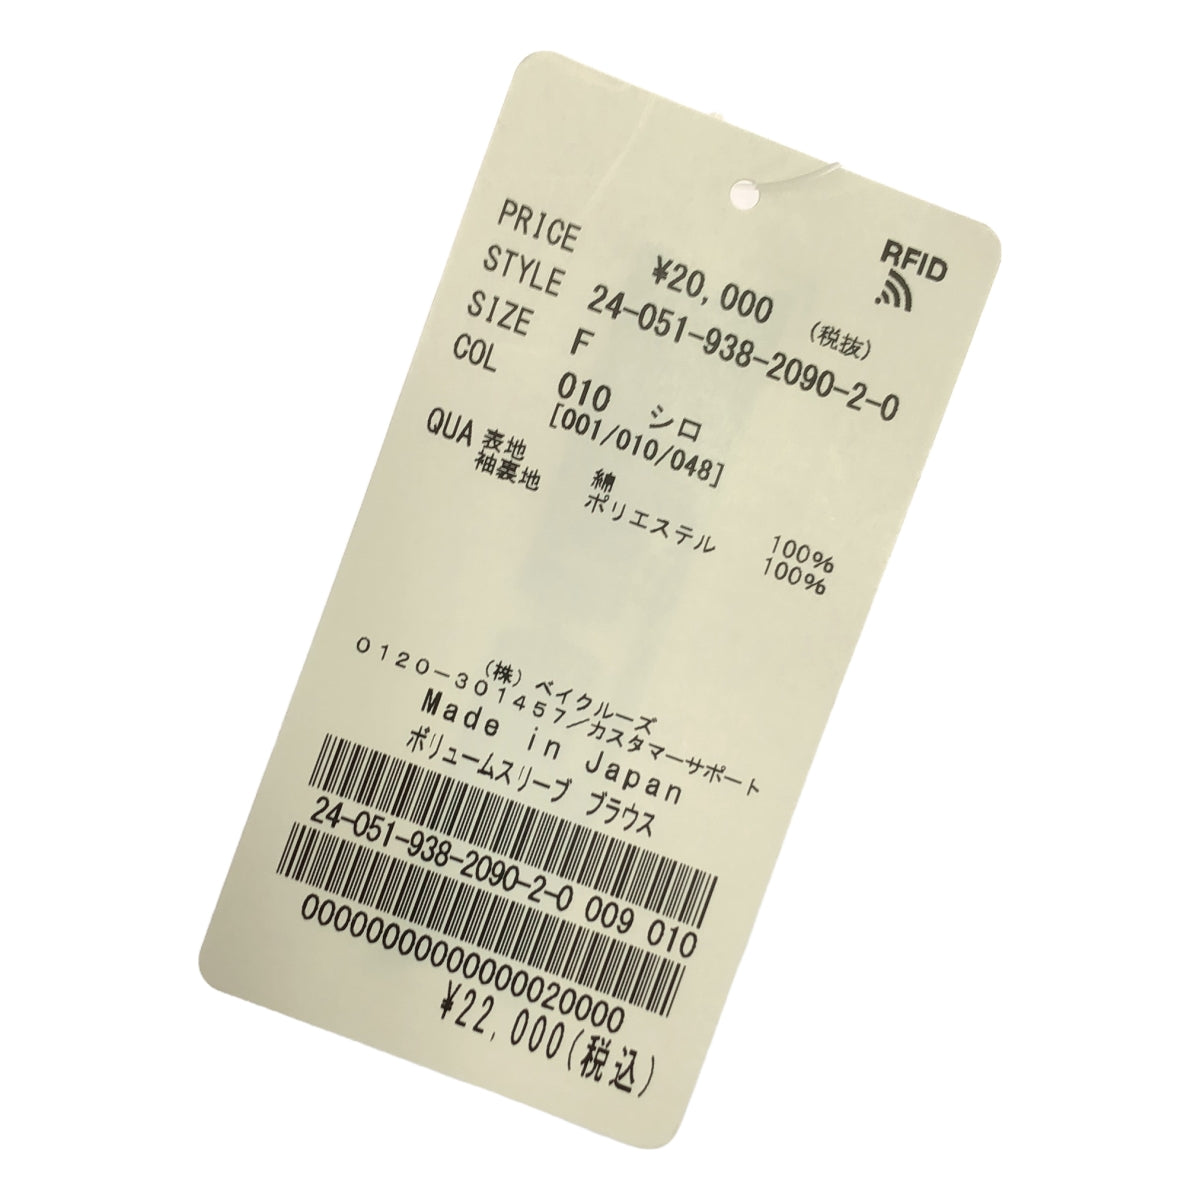 RFID
PRICE ¥20,000 (税抜)
STYLE 24-051-938-2090-2-0
SIZE F
COL 010 シロ
[001/010/048]
QUA 表地 綿 100%
袖裏地 ポリエステル 100%
(株) ベイクルーズ
0120-301457/カスタマーサポート
Made in Japan
ボリュームスリーブ ブラウス
24-051-938-2090-2-0 009 010
0000000000000020000
¥22,000(税込)